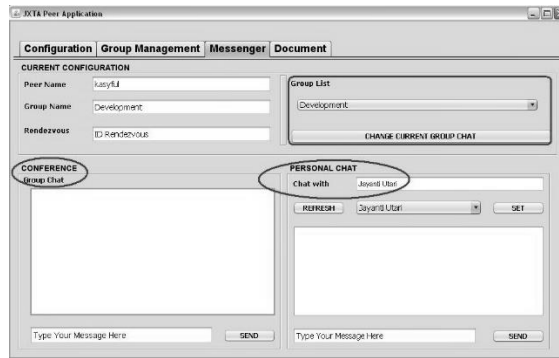 JXTA Peer Application
Configuration Group Management Messenger Document
CURRENT CONFIGURATION
Peer Name kasyful
Group Name Development
Rendezvous ID Rendezvous
Group List
Development
CHANGE CURRENT GROUP CHAT
CONFERENCE
Group Chat
Type Your Message Here SEND
PERSONAL CHAT
Chat with Jayanti Utari
REFRESH Jayanti Utari SET
Type Your Message Here SEND